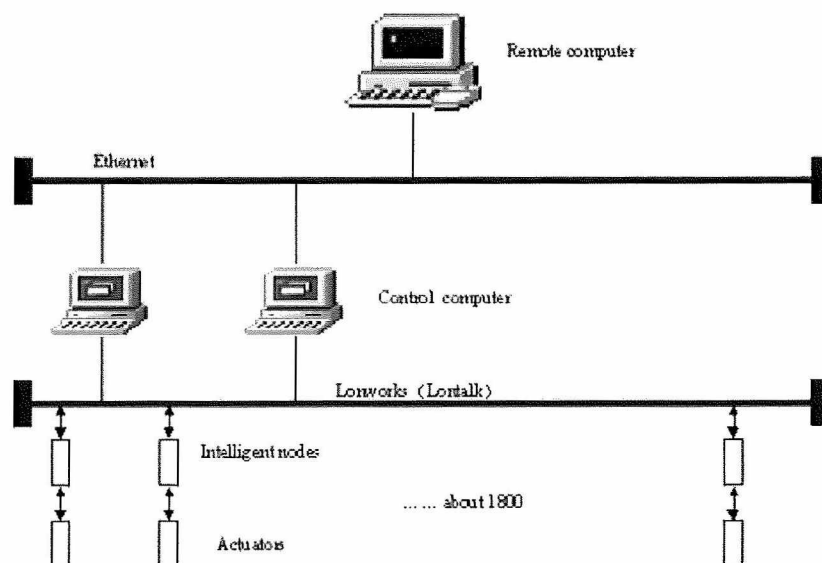 Remote computer
Ethernet
Control computer
Lonworks (Lontalk)
Intelligent nodes
...... about 1800
Actuators